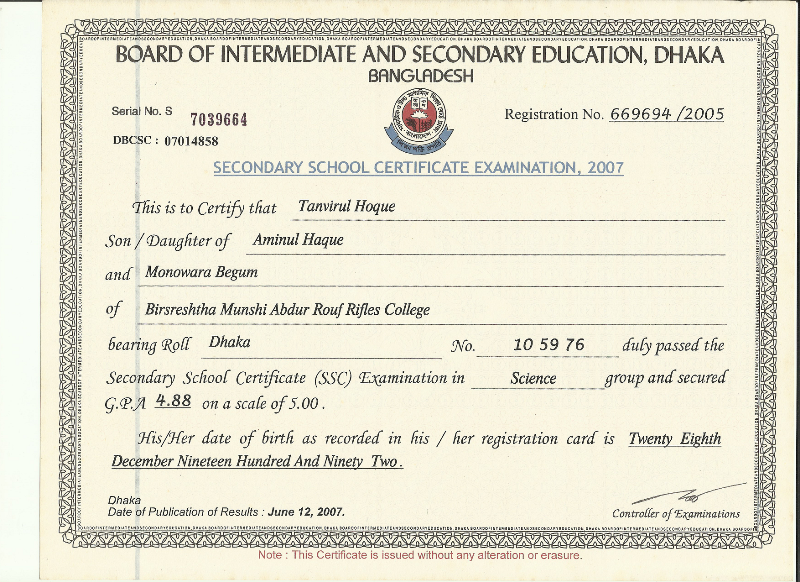 BOARD OF INTERMEDIATE AND SECONDARY EDUCATION, DHAKA
BANGLADESH
Serial No. S 7039664
Registration No. 669694 /2005
DBCSC : 07014858
SECONDARY SCHOOL CERTIFICATE EXAMINATION, 2007
This is to Certify that Tanvirul Hoque
Son / Daughter of Aminul Haque
and Monowara Begum
of Birsreshtha Munshi Abdur Rouf Rifles College
bearing Roll Dhaka No. 10 59 76 duly passed the
Secondary School Certificate (SSC) Examination in Science group and secured
G.P.A 4.88 on a scale of 5.00 .
His/Her date of birth as recorded in his / her registration card is Twenty Eighth
December Nineteen Hundred And Ninety Two .
Dhaka
Date of Publication of Results : June 12, 2007.
Controller of Examinations
Note : This Certificate is issued without any alteration or erasure.